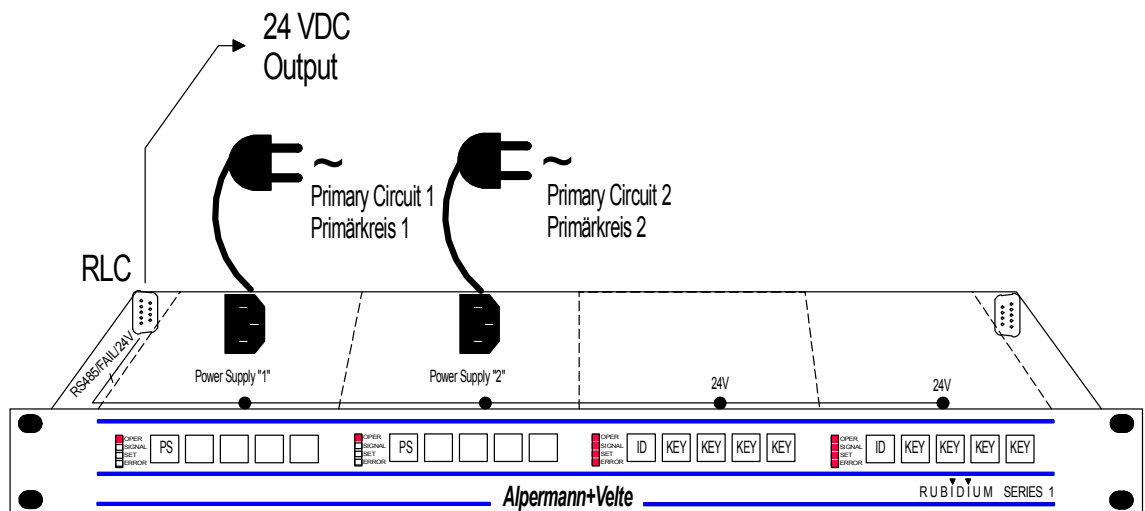 24 VDC
Output
~
Primary Circuit 1
Primärkreis 1
~
Primary Circuit 2
Primärkreis 2
RLC
RS485/FAIL/24V
Power Supply "1"
Power Supply "2"
24V
24V
OPER
SIGNAL
SET
ERROR
PS
OPER
SIGNAL
SET
ERROR
PS
OPER
SIGNAL
SET
ERROR
ID KEY KEY KEY KEY
OPER
SIGNAL
SET
ERROR
ID KEY KEY KEY KEY
Alpermann+Velte
RUBIDIUM SERIES 1